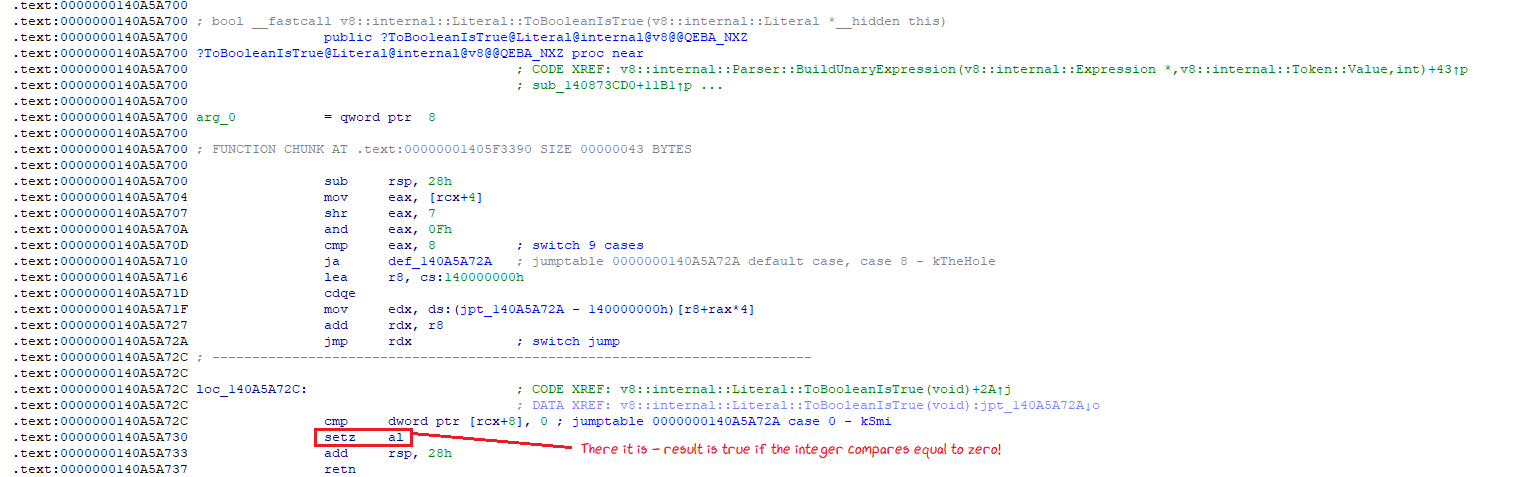 .text:0000000140A5A700
.text:0000000140A5A700 ; bool __fastcall v8::internal::Literal::ToBooleanIsTrue(v8::internal::Literal *__hidden this)
.text:0000000140A5A700 public ?ToBooleanIsTrue@Literal@internal@v8@@QEBA_NXZ
.text:0000000140A5A700 ?ToBooleanIsTrue@Literal@internal@v8@@QEBA_NXZ proc near
.text:0000000140A5A700 ; CODE XREF: v8::internal::Parser::BuildUnaryExpression(v8::internal::Expression *,v8::internal::Token::Value,int)+43↑p
.text:0000000140A5A700 ; sub_140873CD0+11B1↑p ...
.text:0000000140A5A700
.text:0000000140A5A700 arg_0 = qword ptr 8
.text:0000000140A5A700
.text:0000000140A5A700 ; FUNCTION CHUNK AT .text:00000001405F3390 SIZE 00000043 BYTES
.text:0000000140A5A700
.text:0000000140A5A700 sub rsp, 28h
.text:0000000140A5A704 mov eax, [rcx+4]
.text:0000000140A5A707 shr eax, 7
.text:0000000140A5A70A and eax, 0Fh
.text:0000000140A5A70D cmp eax, 8 ; switch 9 cases
.text:0000000140A5A710 ja def_140A5A72A ; jumptable 0000000140A5A72A default case, case 8 - kTheHole
.text:0000000140A5A716 lea r8, cs:140000000h
.text:0000000140A5A71D cdqe
.text:0000000140A5A71F mov edx, ds:(jpt_140A5A72A - 140000000h)[r8+rax*4]
.text:0000000140A5A727 add rdx, r8
.text:0000000140A5A72A jmp rdx ; switch jump
.text:0000000140A5A72C ; ---------------------------------------------------------------------------
.text:0000000140A5A72C
.text:0000000140A5A72C loc_140A5A72C: ; CODE XREF: v8::internal::Literal::ToBooleanIsTrue(void)+2A↑j
.text:0000000140A5A72C ; DATA XREF: v8::internal::Literal::ToBooleanIsTrue(void):jpt_140A5A72A↓o
.text:0000000140A5A72C cmp dword ptr [rcx+8], 0 ; jumptable 0000000140A5A72A case 0 - kSmi
.text:0000000140A5A730 setz al
There it is - result is true if the integer compares equal to zero!
.text:0000000140A5A733 add rsp, 28h
.text:0000000140A5A737 retn